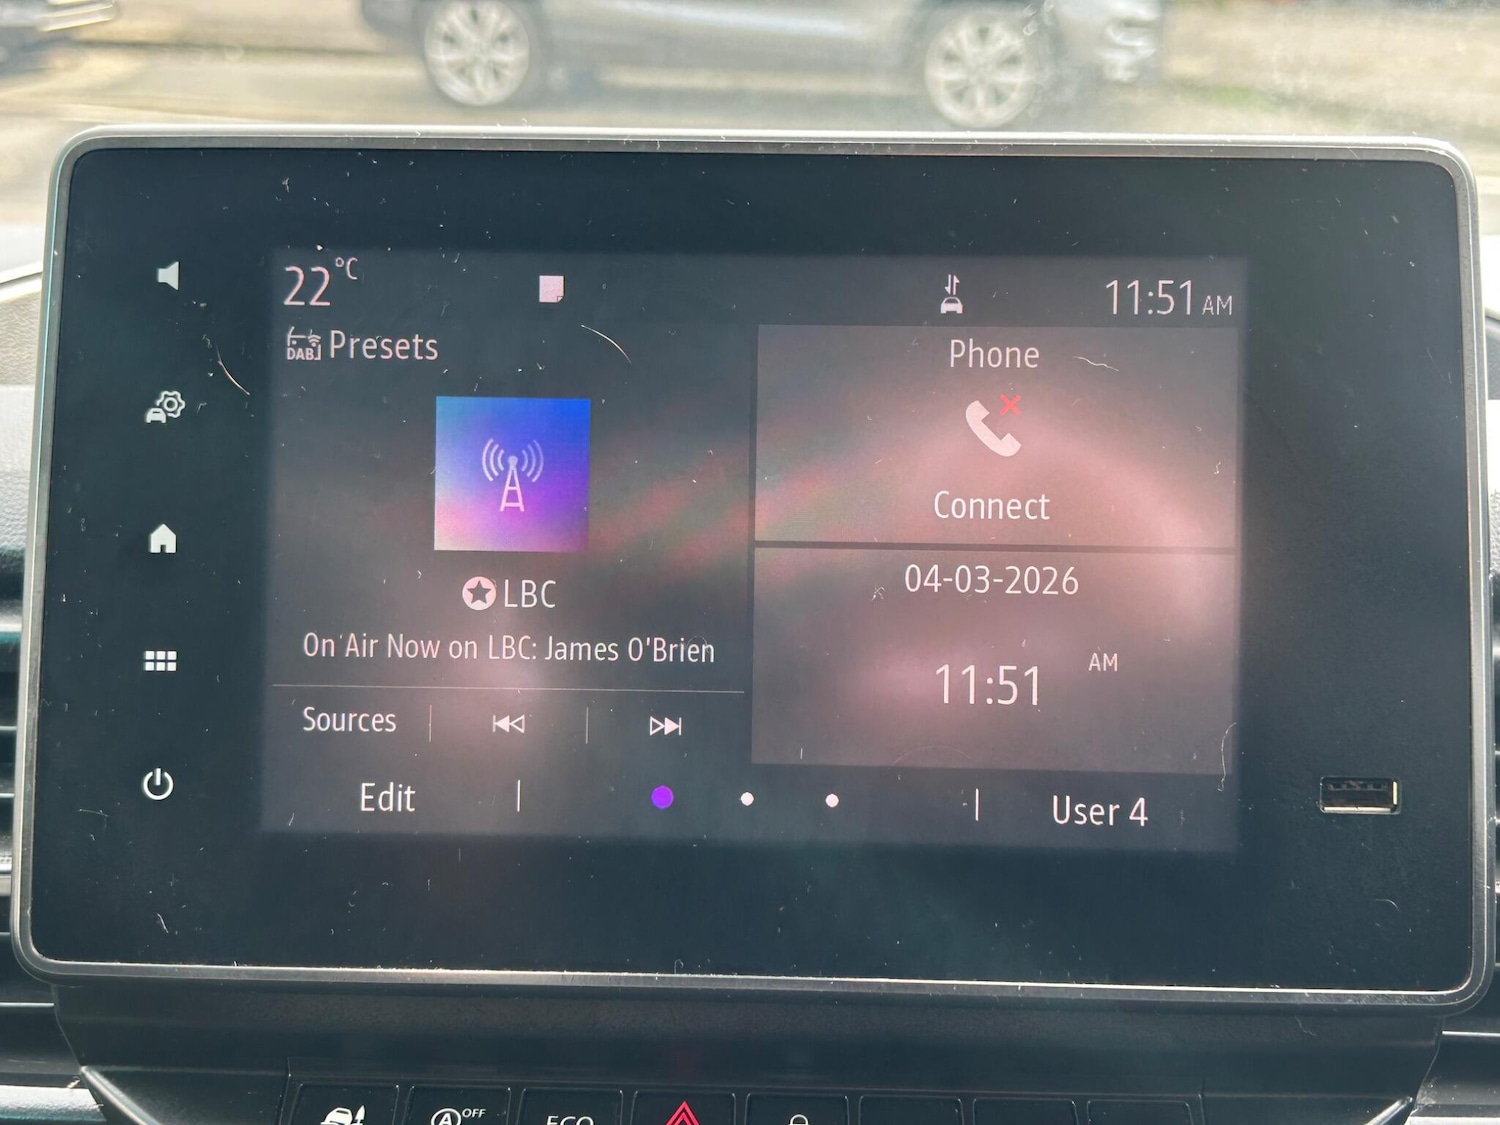 22°C
11:51 AM
DAB Presets
Phone
Connect
LBC
On Air Now on LBC: James O'Brien
04-03-2026
11:51 AM
Sources
Edit
User 4
A OFF
ECO